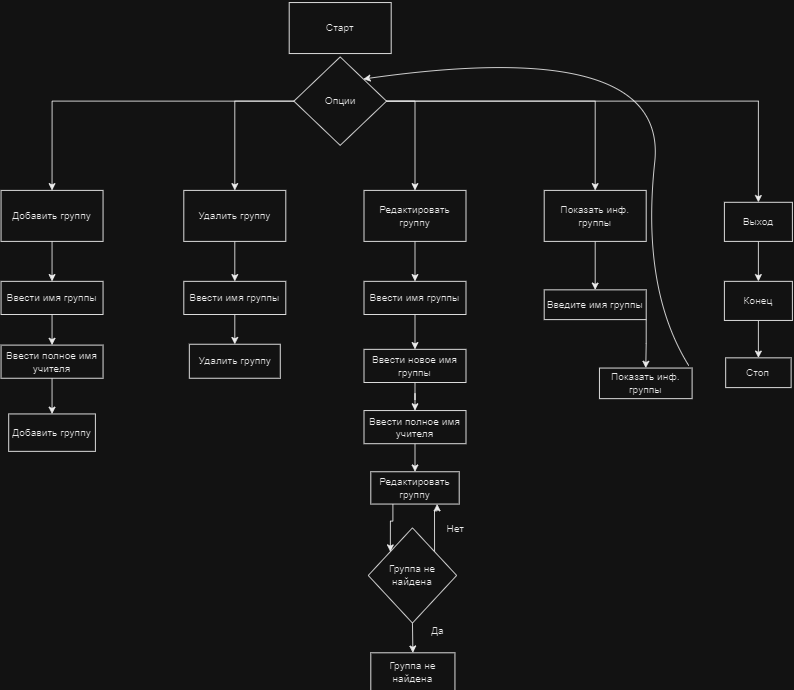 Старт
Опции
Добавить группу
Удалить группу
Редактировать
группу
Показать инф.
группы
Выход
Ввести имя группы
Ввести имя группы
Ввести имя группы
Введите имя группы
Конец
Ввести полное имя
учителя
Удалить группу
Ввести новое имя
группы
Показать инф.
группы
Стоп
Добавить группу
Ввести полное имя
учителя
Редактировать
группу
Нет
Группа не
найдена
Да
Группа не
найдена